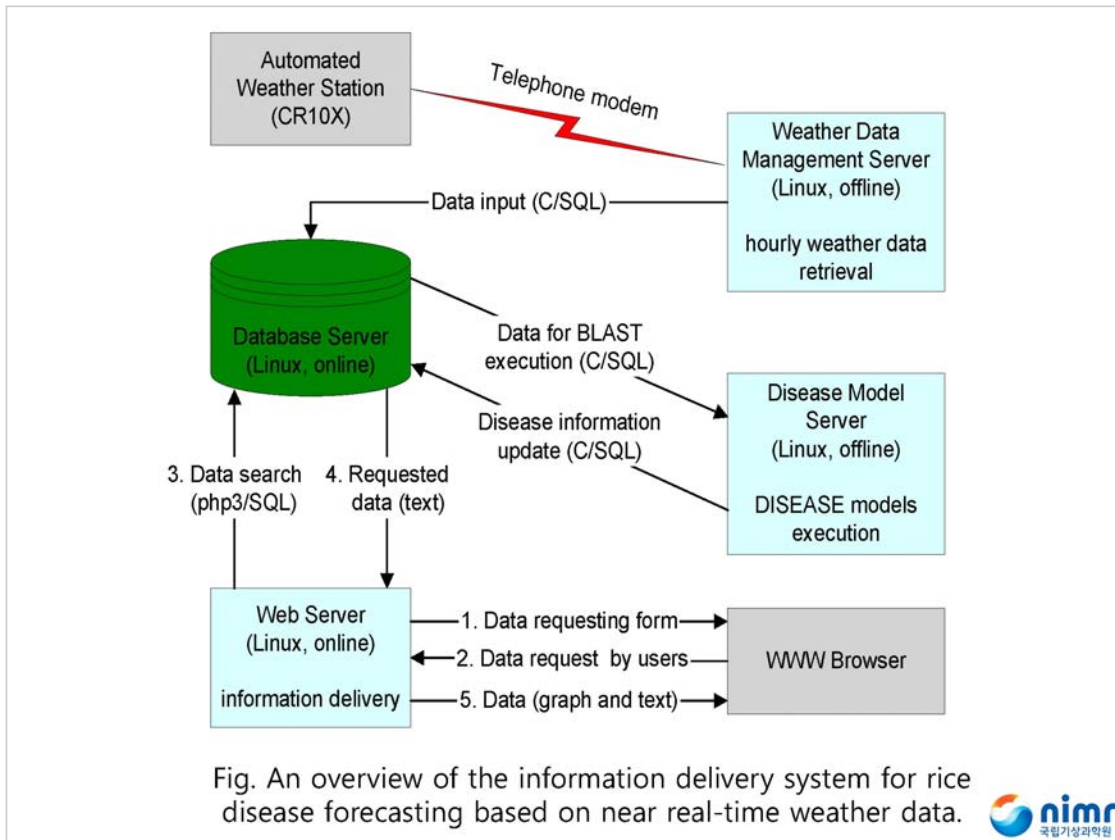 Automated
Weather Station
(CR10X)
Telephone modem
Weather Data
Management Server
(Linux, offline)
hourly weather data
retrieval
Data input (C/SQL)
Database Server
(Linux, online)
Data for BLAST
execution (C/SQL)
Disease information
update (C/SQL)
Disease Model
Server
(Linux, offline)
DISEASE models
execution
3. Data search
(php3/SQL)
4. Requested
data (text)
Web Server
(Linux, online)
information delivery
1. Data requesting form
2. Data request by users
5. Data (graph and text)
WWW Browser
Fig. An overview of the information delivery system for rice
disease forecasting based on near real-time weather data.
nimr
국립기상과학원